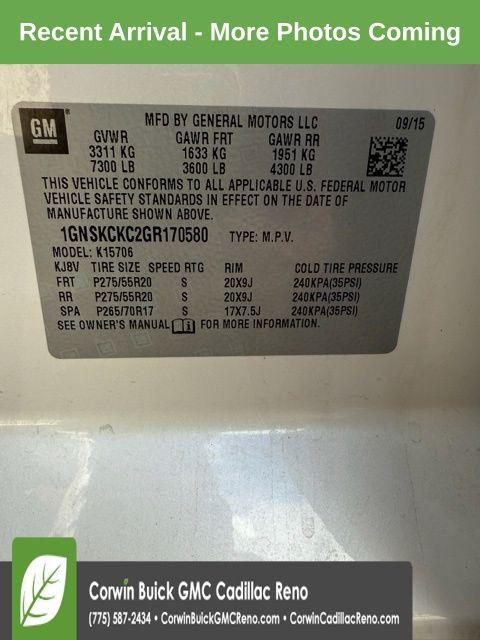 Recent Arrival - More Photos Coming
GM
MFD BY GENERAL MOTORS LLC 09/15
GVWR GAWR FRT GAWR RR
3311 KG 1633 KG 1951 KG
7300 LB 3600 LB 4300 LB
THIS VEHICLE CONFORMS TO ALL APPLICABLE U.S. FEDERAL MOTOR
VEHICLE SAFETY STANDARDS IN EFFECT ON THE DATE OF
MANUFACTURE SHOWN ABOVE.
1GNSKCKC2GR170580 TYPE: M.P.V.
MODEL: K15706
KJ8V TIRE SIZE SPEED RTG RIM COLD TIRE PRESSURE
FRT P275/55R20 S 20X9J 240KPA(35PSI)
RR P275/55R20 S 20X9J 240KPA(35PSI)
SPA P265/70R17 S 17X7.5J 240KPA(35PSI)
SEE OWNER'S MANUAL FOR MORE INFORMATION.
Corwin Buick GMC Cadillac Reno
(775) 587-2434 • CorwinBuickGMCReno.com • CorwinCadillacReno.com